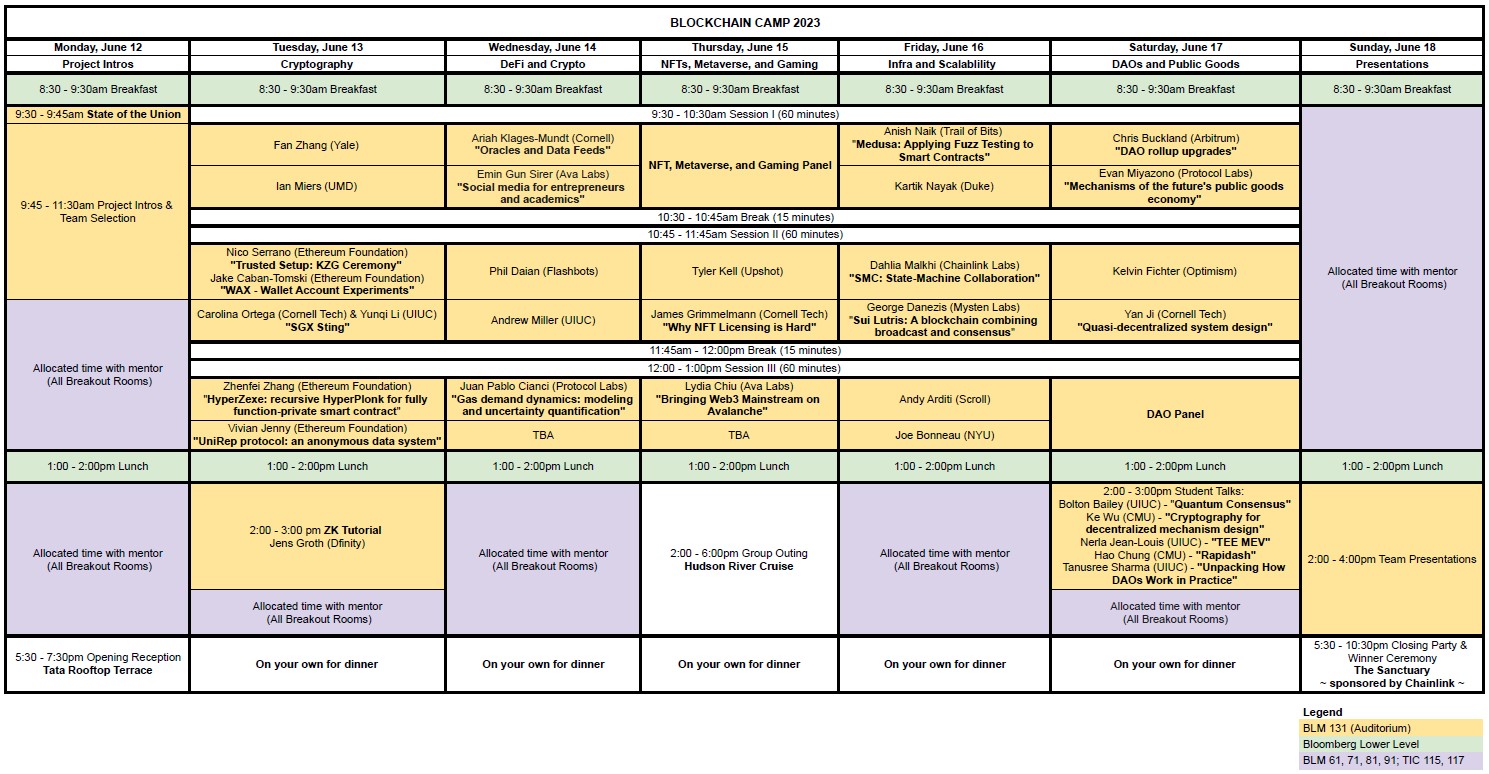 BLOCKCHAIN CAMP 2023
Monday, June 12
Tuesday, June 13
Wednesday, June 14
Thursday, June 15
Friday, June 16
Saturday, June 17
Sunday, June 18
Project Intros
Cryptography
DeFi and Crypto
NFTs, Metaverse, and Gaming
Infra and Scalablility
DAOs and Public Goods
Presentations
8:30 - 9:30am Breakfast
8:30 - 9:30am Breakfast
8:30 - 9:30am Breakfast
8:30 - 9:30am Breakfast
8:30 - 9:30am Breakfast
8:30 - 9:30am Breakfast
8:30 - 9:30am Breakfast
9:30 - 9:45am State of the Union
9:30 - 10:30am Session I (60 minutes)
9:45 - 11:30am Project Intros &
Team Selection
Fan Zhang (Yale)
Ariah Klages-Mundt (Cornell)
"Oracles and Data Feeds"
NFT, Metaverse, and Gaming Panel
Anish Naik (Trail of Bits)
"Medusa: Applying Fuzz Testing to
Smart Contracts"
Chris Buckland (Arbitrum)
"DAO rollup upgrades"
Allocated time with mentor
(All Breakout Rooms)
Ian Miers (UMD)
Emin Gun Sirer (Ava Labs)
"Social media for entrepreneurs
and academics"
Kartik Nayak (Duke)
Evan Miyazono (Protocol Labs)
"Mechanisms of the future's public goods
economy"
10:30 - 10:45am Break (15 minutes)
10:45 - 11:45am Session II (60 minutes)
Nico Serrano (Ethereum Foundation)
"Trusted Setup: KZG Ceremony"
Jake Caban-Tomski (Ethereum Foundation)
"WAX - Wallet Account Experiments"
Phil Daian (Flashbots)
Tyler Kell (Upshot)
Dahlia Malkhi (Chainlink Labs)
"SMC: State-Machine Collaboration"
Kelvin Fichter (Optimism)
Allocated time with mentor
(All Breakout Rooms)
Carolina Ortega (Cornell Tech) & Yunqi Li (UIUC)
"SGX Sting"
Andrew Miller (UIUC)
James Grimmelmann (Cornell Tech)
"Why NFT Licensing is Hard"
George Danezis (Mysten Labs)
"Sui Lutris: A blockchain combining
broadcast and consensus"
Yan Ji (Cornell Tech)
"Quasi-decentralized system design"
11:45am - 12:00pm Break (15 minutes)
12:00 - 1:00pm Session III (60 minutes)
Zhenfei Zhang (Ethereum Foundation)
"HyperZexe: recursive HyperPlonk for fully
function-private smart contract"
Juan Pablo Cianci (Protocol Labs)
"Gas demand dynamics: modeling
and uncertainty quantification"
Lydia Chiu (Ava Labs)
"Bringing Web3 Mainstream on
Avalanche"
Andy Arditi (Scroll)
DAO Panel
Vivian Jenny (Ethereum Foundation)
"UniRep protocol: an anonymous data system"
TBA
TBA
Joe Bonneau (NYU)
1:00 - 2:00pm Lunch
1:00 - 2:00pm Lunch
1:00 - 2:00pm Lunch
1:00 - 2:00pm Lunch
1:00 - 2:00pm Lunch
1:00 - 2:00pm Lunch
1:00 - 2:00pm Lunch
Allocated time with mentor
(All Breakout Rooms)
2:00 - 3:00 pm ZK Tutorial
Jens Groth (Dfinity)
Allocated time with mentor
(All Breakout Rooms)
2:00 - 6:00pm Group Outing
Hudson River Cruise
Allocated time with mentor
(All Breakout Rooms)
2:00 - 3:00pm Student Talks:
Bolton Bailey (UIUC) - "Quantum Consensus"
Ke Wu (CMU) - "Cryptography for
decentralized mechanism design"
Nerla Jean-Louis (UIUC) - "TEE MEV"
Hao Chung (CMU) - "Rapidash"
Tanusree Sharma (UIUC) - "Unpacking How
DAOs Work in Practice"
2:00 - 4:00pm Team Presentations
Allocated time with mentor
(All Breakout Rooms)
Allocated time with mentor
(All Breakout Rooms)
5:30 - 7:30pm Opening Reception
Tata Rooftop Terrace
On your own for dinner
On your own for dinner
On your own for dinner
On your own for dinner
On your own for dinner
5:30 - 10:30pm Closing Party &
Winner Ceremony
The Sanctuary
~ sponsored by Chainlink ~
Legend
BLM 131 (Auditorium)
Bloomberg Lower Level
BLM 61, 71, 81, 91; TIC 115, 117